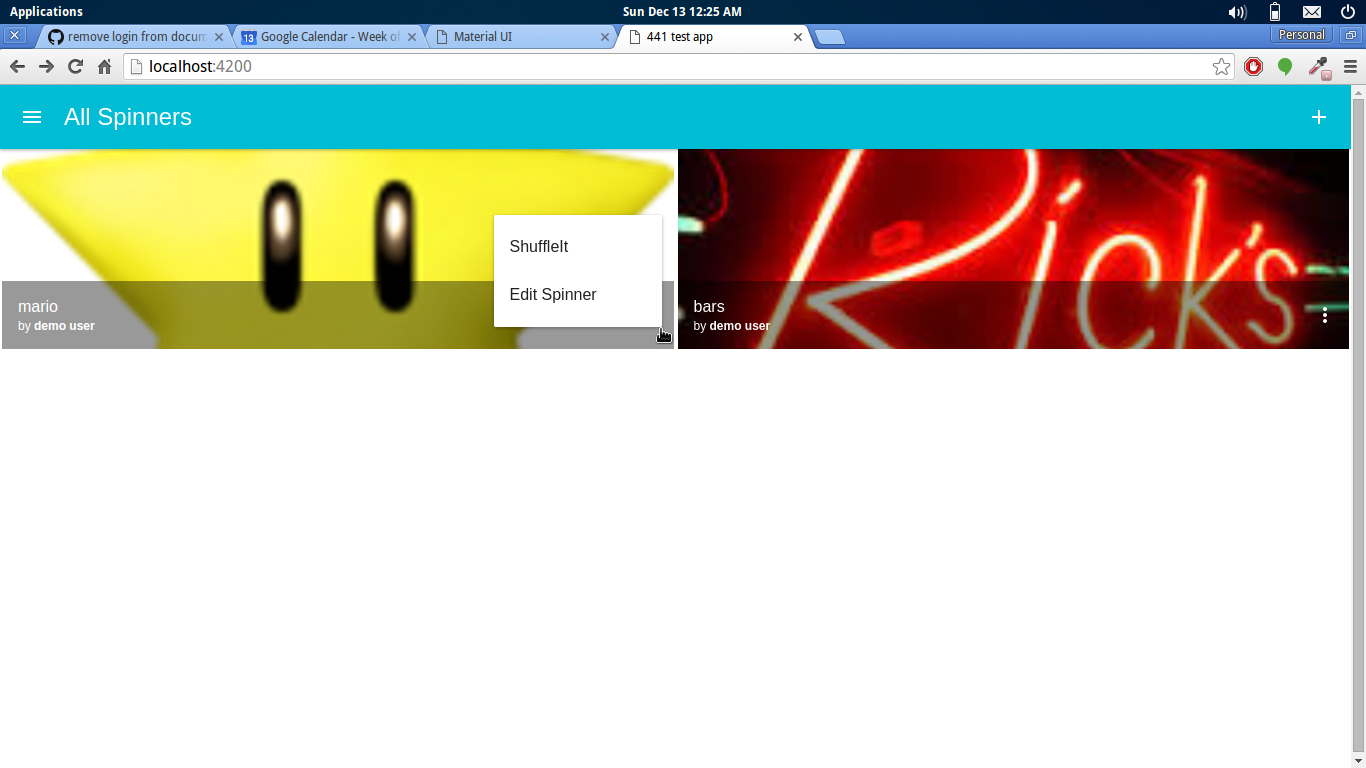 Applications
Sun Dec 13 12:25 AM
remove login from docum
13
Google Calendar - Week of
Material UI
441 test app
Personal
localhost:4200
All Spinners
ShuffleIt
Edit Spinner
mario
by demo user
Rick's
bars
by demo user